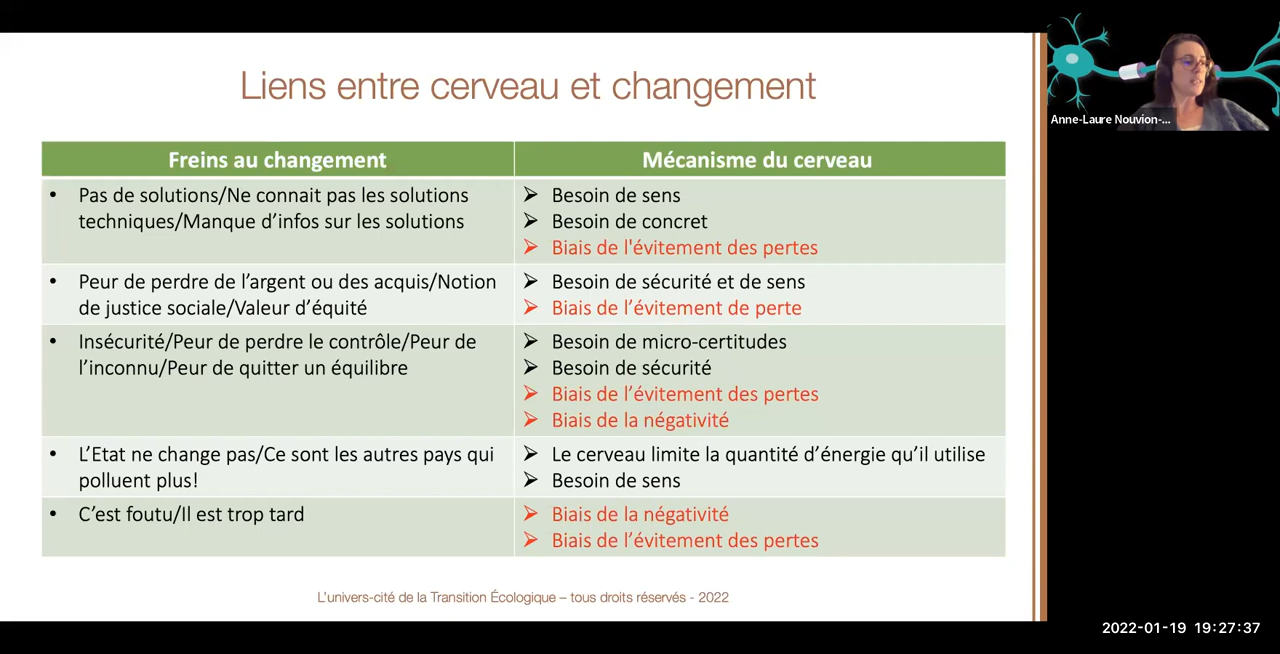 Liens entre cerveau et changement
Anne-Laure Nouvion-...
Freins au changement
Mécanisme du cerveau
• Pas de solutions/Ne connait pas les solutions
techniques/Manque d’infos sur les solutions
➢ Besoin de sens
➢ Besoin de concret
➢ Biais de l'évitement des pertes
• Peur de perdre de l’argent ou des acquis/Notion
de justice sociale/Valeur d’équité
➢ Besoin de sécurité et de sens
➢ Biais de l’évitement de perte
• Insécurité/Peur de perdre le contrôle/Peur de
l’inconnu/Peur de quitter un équilibre
➢ Besoin de micro-certitudes
➢ Besoin de sécurité
➢ Biais de l’évitement des pertes
➢ Biais de la négativité
• L’Etat ne change pas/Ce sont les autres pays qui
polluent plus!
➢ Le cerveau limite la quantité d’énergie qu’il utilise
➢ Besoin de sens
• C’est foutu/Il est trop tard
➢ Biais de la négativité
➢ Biais de l’évitement des pertes
L’univers-cité de la Transition Écologique – tous droits réservés - 2022
2022-01-19 19:27:37